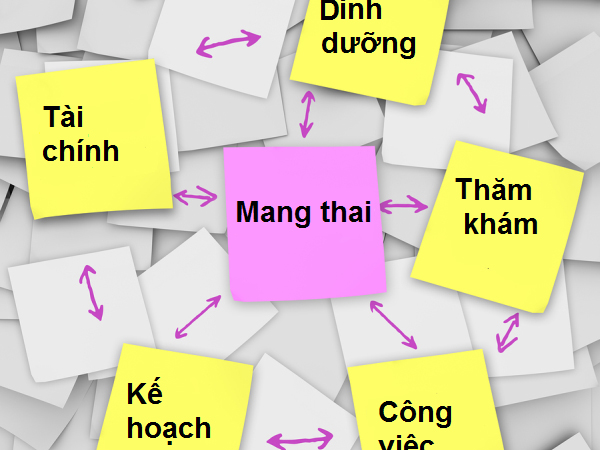 Dinh
dưỡng
Tài
chính
Mang thai
Thăm
khám
Kế
hoạch
Công
việc